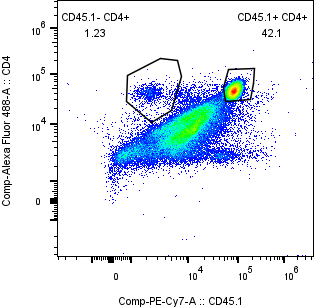 CD45.1- CD4+
1.23
CD45.1+ CD4+
42.1
10^6
10^5
10^4
0
Comp-Alexa Fluor 488-A :: CD4
0
10^4
10^5
10^6
Comp-PE-Cy7-A :: CD45.1